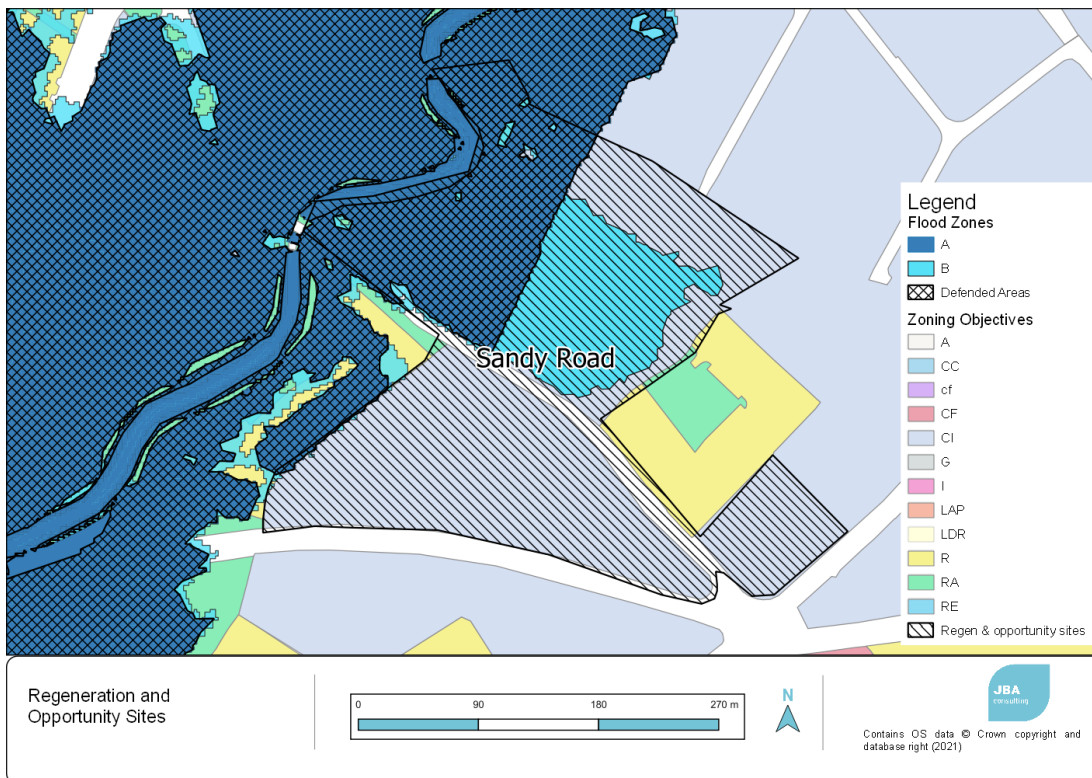 Sandy Road
Legend
Flood Zones
A
B
Defended Areas
Zoning Objectives
A
CC
cf
CF
CI
G
I
LAP
LDR
R
RA
RE
Regen & opportunity sites
Regeneration and
Opportunity Sites
0 90 180 270 m
N
JBA
consulting
Contains OS data © Crown copyright and
database right (2021)